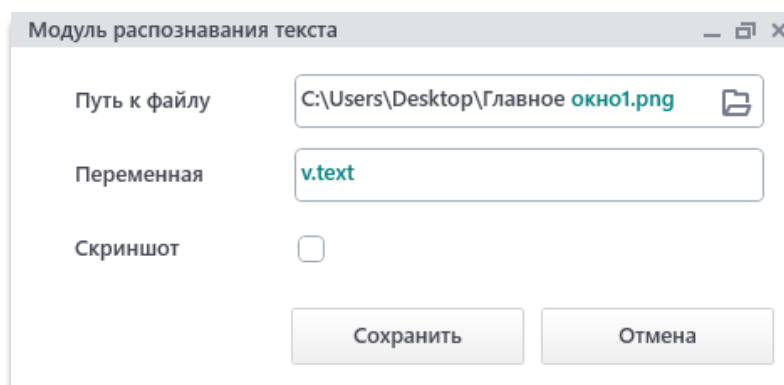 Модуль распознавания текста
Путь к файлу C:\Users\Desktop\Главное окно1.png
Переменная v.text
Скриншот
Сохранить Отмена